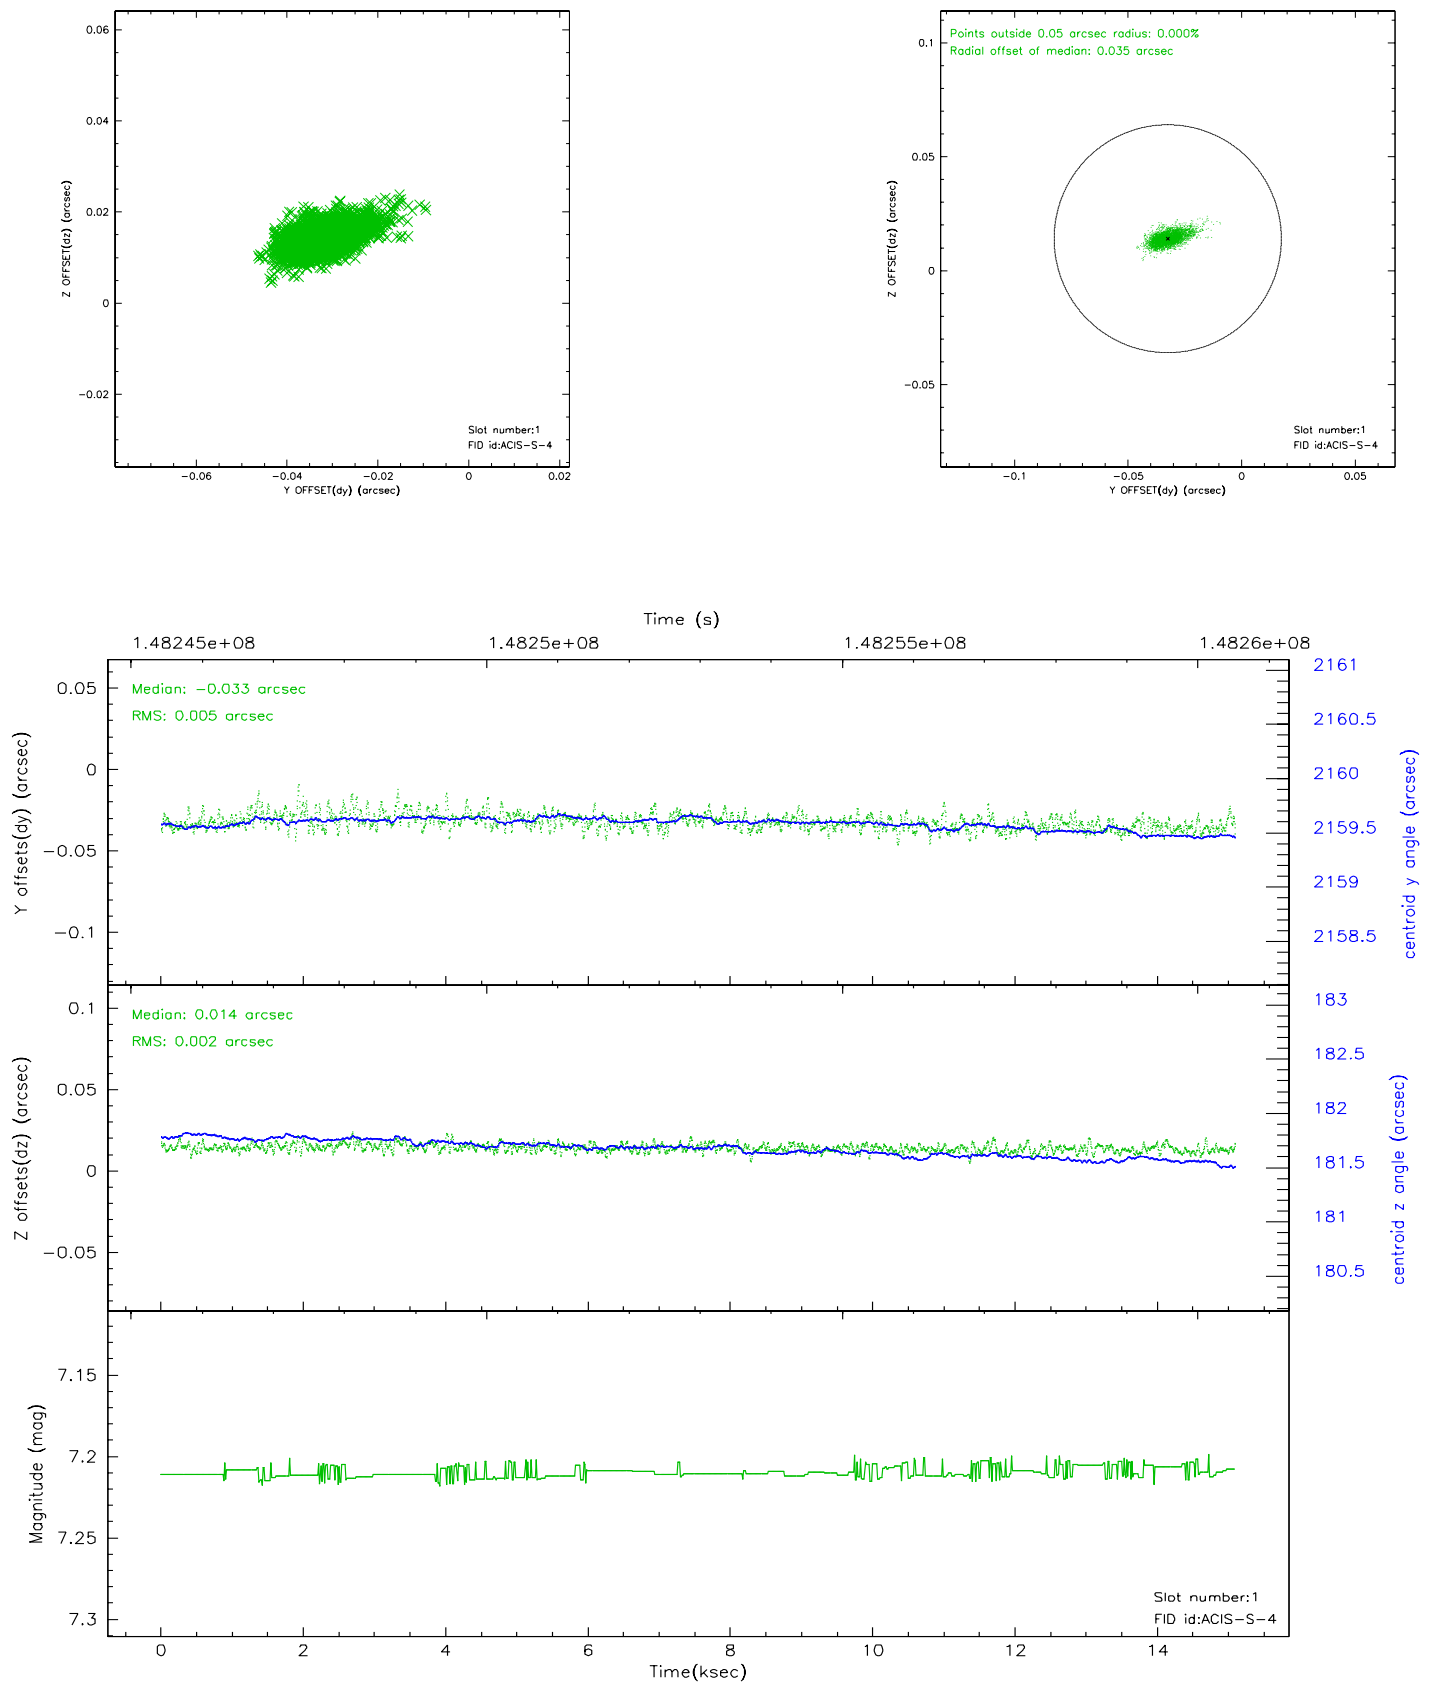 0.06
0.04
0.02
0
-0.02
Z OFFSET(dz) (arcsec)
Slot number:1
FID id:ACIS-S-4
-0.06 -0.04 -0.02 0 0.02
Y OFFSET(dy) (arcsec)
Points outside 0.05 arcsec radius: 0.000%
Radial offset of median: 0.035 arcsec
0.1
0.05
0
-0.05
Z OFFSET(dz) (arcsec)
Slot number:1
FID id:ACIS-S-4
-0.1 -0.05 0 0.05
Y OFFSET(dy) (arcsec)
Time (s)
1.48245e+08 1.4825e+08 1.48255e+08 1.4826e+08
Median: -0.033 arcsec
RMS: 0.005 arcsec
0.05
0
-0.05
-0.1
Y offsets(dy) (arcsec)
2161
2160.5
2160
2159.5
2159
2158.5
centroid y angle (arcsec)
Median: 0.014 arcsec
RMS: 0.002 arcsec
0.1
0.05
0
-0.05
Z offsets(dz) (arcsec)
183
182.5
182
181.5
181
180.5
centroid z angle (arcsec)
7.15
7.2
7.25
7.3
Magnitude (mag)
Slot number:1
FID id:ACIS-S-4
0 2 4 6 8 10 12 14
Time(ksec)